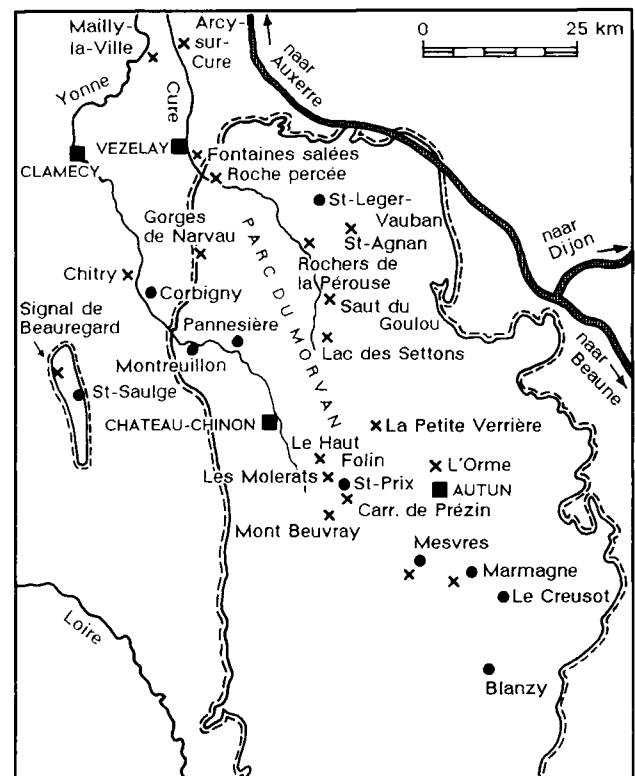 Mailly-
la-Ville
Arcy-
sur-
Cure
naar
Auxerre
0 25 km
Yonne
Cure
VEZELAY
CLAMECY
Fontaines salées
Roche percée
St-Leger-
Vauban
St-Agnan
naar
Dijon
Gorges
de Narvau
PARC DU MORVAN
Rochers de
la Pérouse
Chitry
Corbigny
Saut du
Goulou
Signal de
Beauregard
Pannesière
Lac des Settons
naar
Beaune
Montreuillon
St-Saulge
CHATEAU-CHINON
La Petite Verrière
Le Haut
Folin
L'Orme
Les Molerats
St-Prix
AUTUN
Carr. de Prézin
Mont Beuvray
Mesvres
Marmagne
Le Creusot
Loire
Blanzy